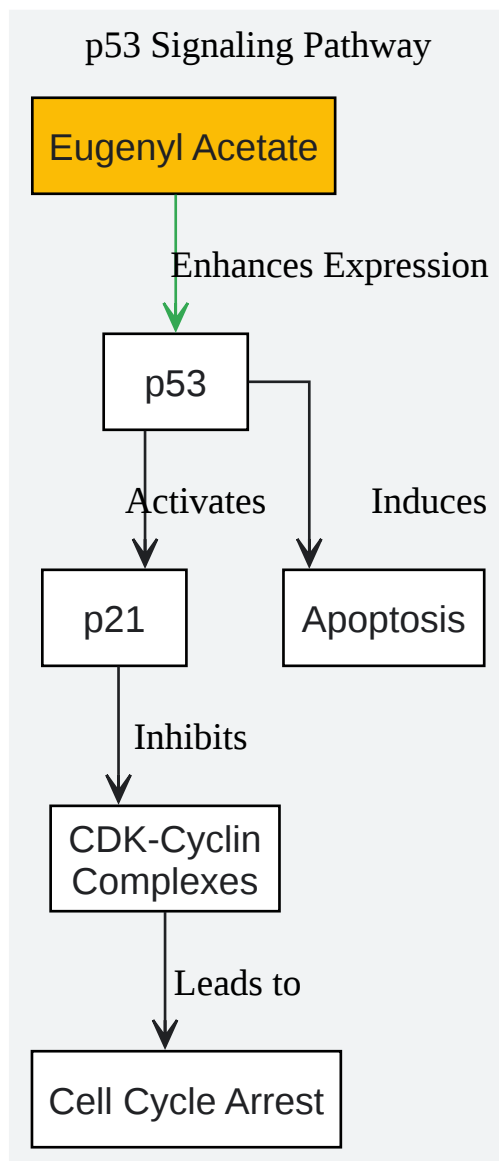 p53 Signaling Pathway
Eugenyl Acetate
Enhances Expression
p53
Activates
Induces
p21
Apoptosis
Inhibits
CDK-Cyclin
Complexes
Leads to
Cell Cycle Arrest